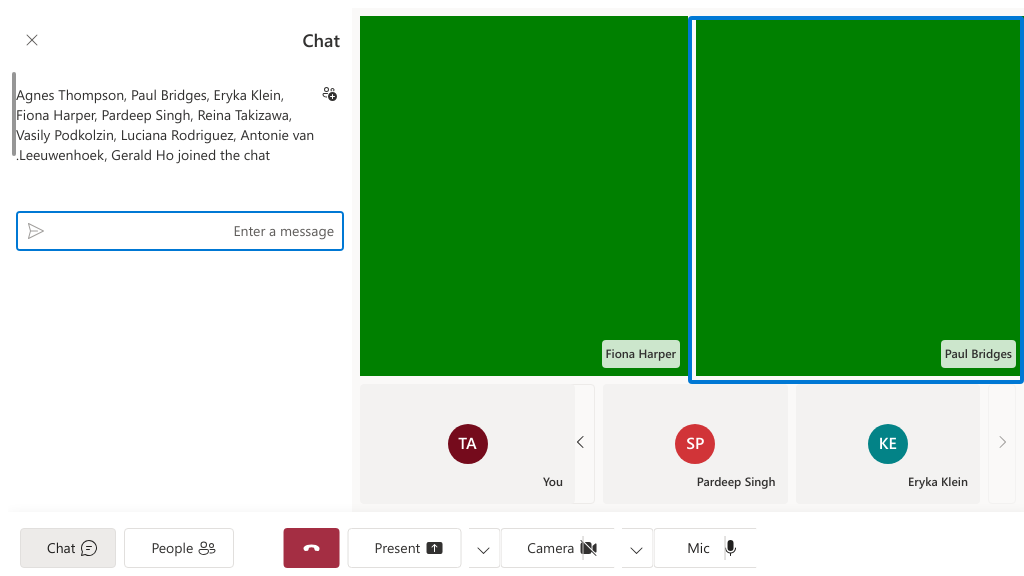 Chat
Agnes Thompson, Paul Bridges, Eryka Klein,
Fiona Harper, Pardeep Singh, Reina Takizawa,
Vasily Podkolzin, Luciana Rodriguez, Antonie van
.Leeuwenhoek, Gerald Ho joined the chat
Enter a message
Fiona Harper
Paul Bridges
TA
You
SP
Pardeep Singh
KE
Eryka Klein
Chat
People
Present
Camera
Mic